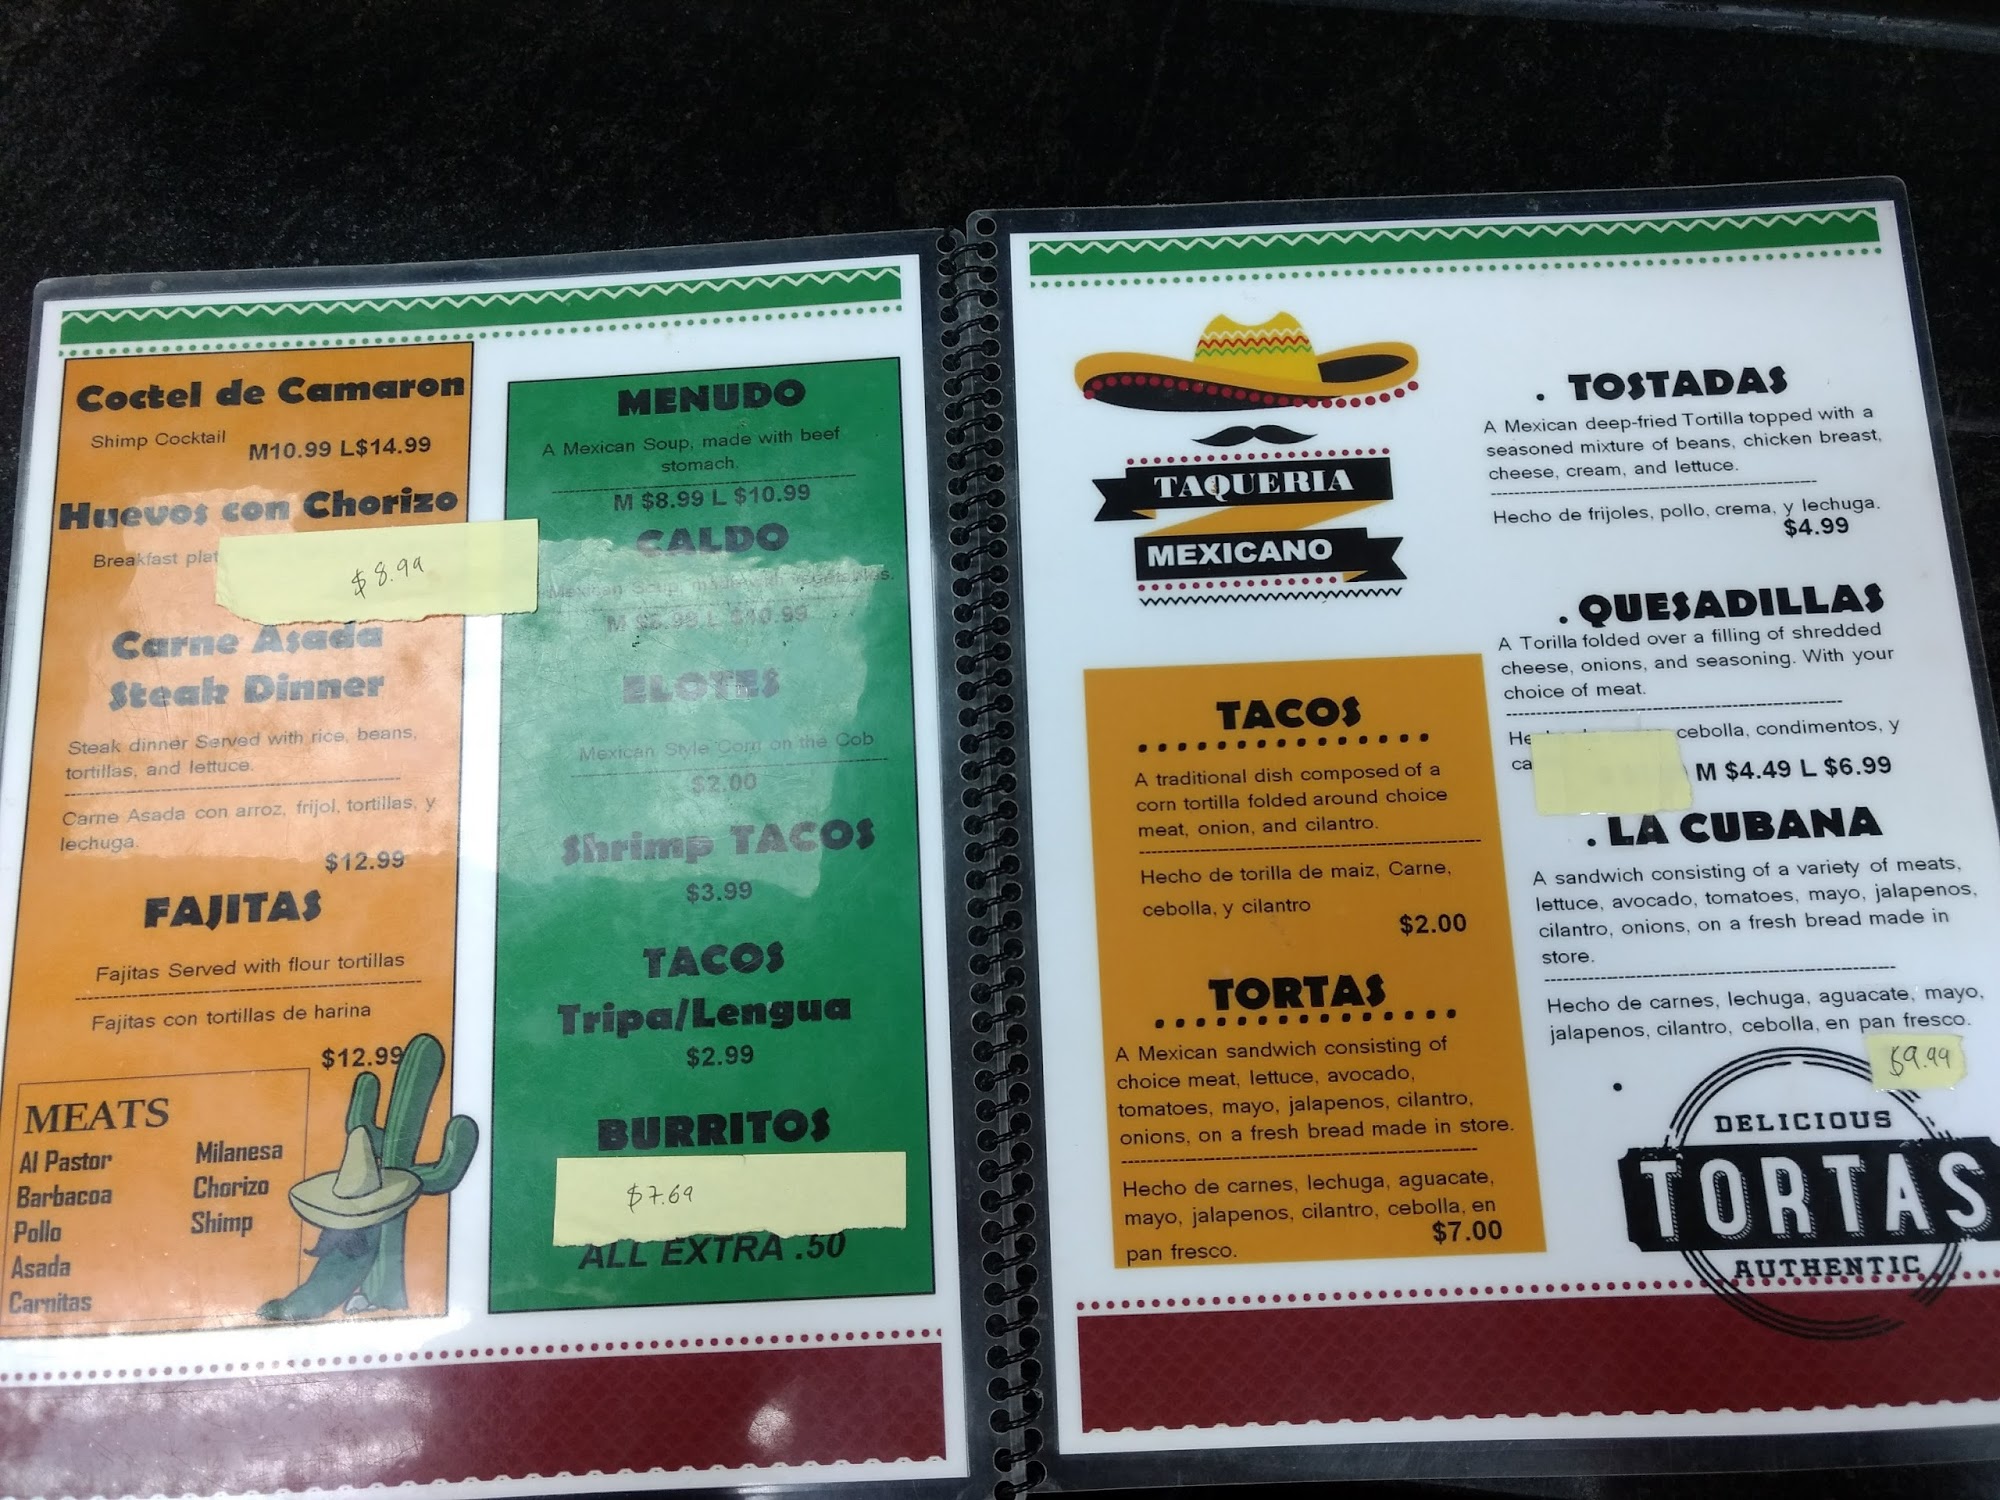 Coctel de Camaron
Shimp Cocktail
M10.99 L$14.99
Huevos con Chorizo
Breakfast plat
$8.99
Carne Asada
Steak Dinner
Steak dinner Served with rice, beans,
tortillas, and lettuce.
Carne Asada con arroz, frijol, tortillas, y
lechuga.
$12.99
FAJITAS
Fajitas Served with flour tortillas
Fajitas con tortillas de harina
$12.99
MEATS
Al Pastor
Barbacoa
Pollo
Asada
Carnitas
Milanesa
Chorizo
Shimp
MENUDO
A Mexican Soup, made with beef
stomach.
M $8.99 L $10.99
CALDO
Mexican Soup, made with vegetables.
L $10.99
ELOTES
Mexican Style Corn on the Cob
$2.00
Shrimp TACOS
$3.99
TACOS
Tripa/Lengua
$2.99
BURRITOS
$7.69
ALL EXTRA .50
TAQUERIA
MEXICANO
TACOS
A traditional dish composed of a
corn tortilla folded around choice
meat, onion, and cilantro.
Hecho de torilla de maiz, Carne,
cebolla, y cilantro
$2.00
TORTAS
A Mexican sandwich consisting of
choice meat, lettuce, avocado,
tomatoes, mayo, jalapenos, cilantro,
onions, on a fresh bread made in store.
Hecho de carnes, lechuga, aguacate,
mayo, jalapenos, cilantro, cebolla, en
pan fresco.
$7.00
. TOSTADAS
A Mexican deep-fried Tortilla topped with a
seasoned mixture of beans, chicken breast,
cheese, cream, and lettuce.
Hecho de frijoles, pollo, crema, y lechuga.
$4.99
. QUESADILLAS
A Torilla folded over a filling of shredded
cheese, onions, and seasoning. With your
choice of meat.
cebolla, condimentos, y
M $4.49 L $6.99
. LA CUBANA
A sandwich consisting of a variety of meats,
lettuce, avocado, tomatoes, mayo, jalapenos,
cilantro, onions, on a fresh bread made in
store.
Hecho de carnes, lechuga, aguacate, mayo,
jalapenos, cilantro, cebolla, en pan fresco.
$9.99
DELICIOUS
TORTAS
AUTHENTIC